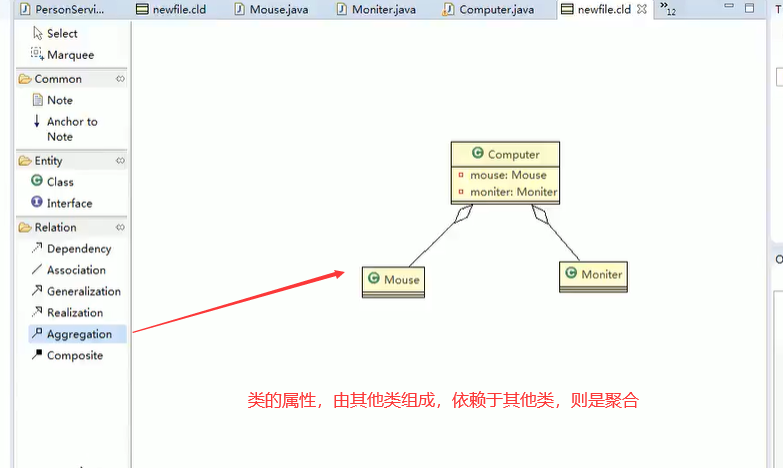 PersonServi...
newfile.cld
Mouse.java
Moniter.java
Computer.java
newfile.cld
12
T
Select
Marquee
Common
Note
Anchor to
Note
Entity
Class
Interface
Relation
Dependency
Association
Generalization
Realization
Aggregation
Composite
Computer
mouse: Mouse
moniter: Moniter
Mouse
Moniter
类的属性，由其他类组成，依赖于其他类，则是聚合